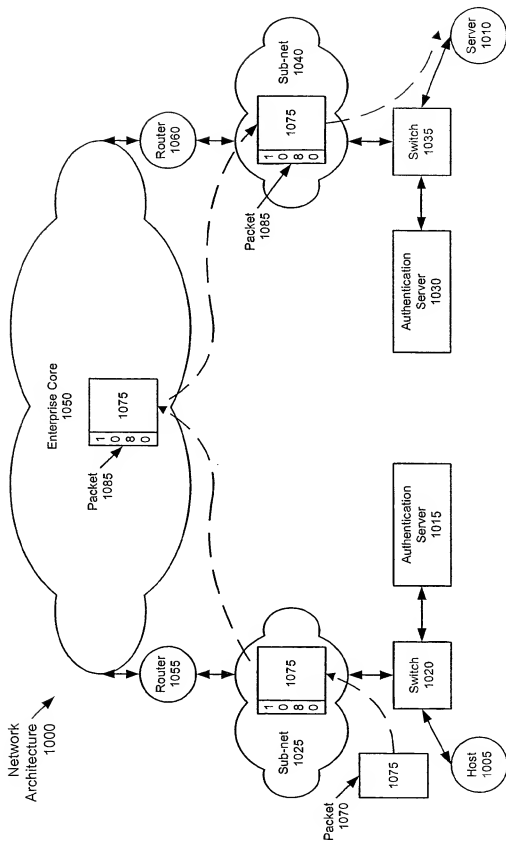 Network
Architecture
1000
Enterprise Core
1050
Packet
1085
1
0
8
0
1075
Router
1055
Router
1060
Sub-net
1025
1
0
8
0
1075
Sub-net
1040
Packet
1085
1
0
8
0
1075
Packet
1070
1075
Host
1005
Switch
1020
Authentication
Server
1015
Authentication
Server
1030
Switch
1035
Server
1010